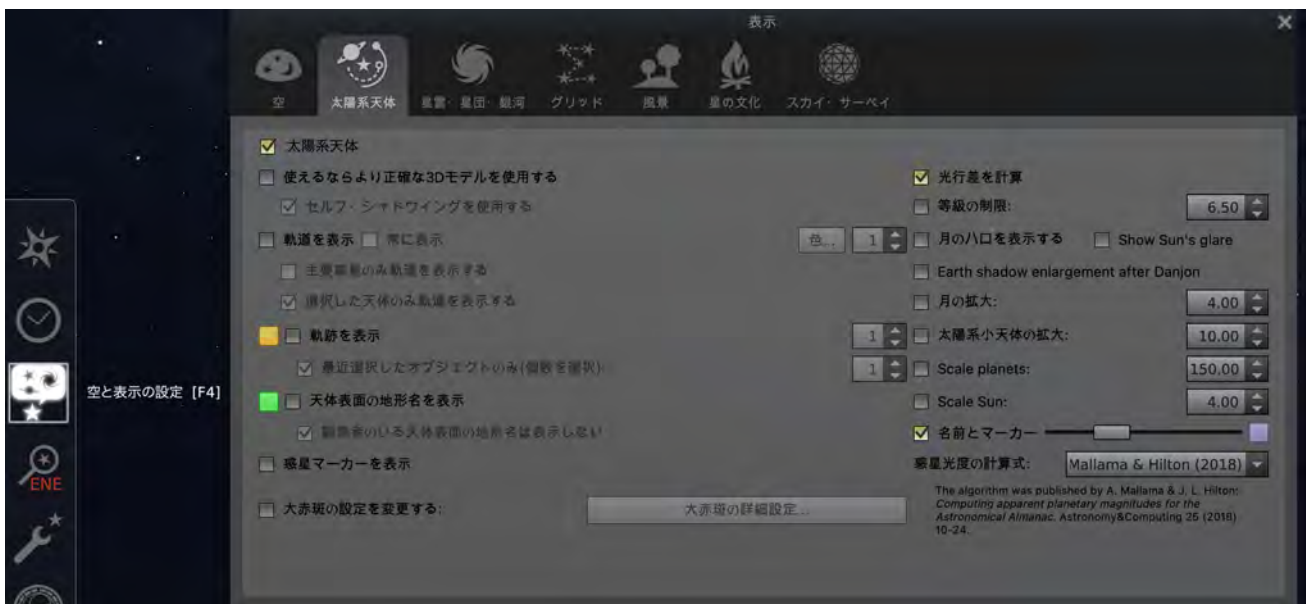 表示
空 太陽系天体 星雲・星団・銀河 グリッド 風景 星の文化 スカイ・サーベイ
太陽系天体
使えるならより正確な3Dモデルを使用する
セルフ・シャドウイングを使用する
軌道を表示 常に表示 色... 1
主要惑星のみ軌道を表示する
選択した天体のみ軌道を表示する
軌跡を表示 1
最近選択したオブジェクトのみ(個数を選択): 1
天体表面の地形名を表示
観測者のいる天体表面の地形名は表示しない
惑星マーカーを表示
大赤斑の設定を変更する: 大赤斑の詳細設定...
光行差を計算
等級の制限: 6.50
月のハロを表示する Show Sun's glare
Earth shadow enlargement after Danjon
月の拡大: 4.00
太陽系小天体の拡大: 10.00
Scale planets: 150.00
Scale Sun: 4.00
名前とマーカー
惑星光度の計算式: Mallama & Hilton (2018)
The algorithm was published by A. Mallama & J. L. Hilton:
Computing apparent planetary magnitudes for the
Astronomical Almanac. Astronomy&Computing 25 (2018)
10-24.
空と表示の設定 [F4]
ENE